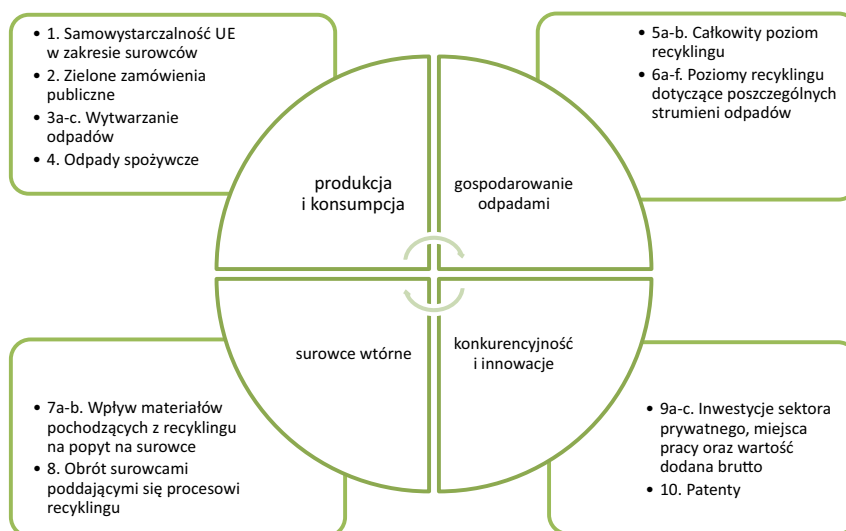 • 1. Samowystarczalność UE
w zakresie surowców
• 2. Zielone zamówienia
publiczne
• 3a-c. Wytwarzanie
odpadów
• 4. Odpady spożywcze
• 5a-b. Całkowity poziom
recyklingu
• 6a-f. Poziomy recyklingu
dotyczące poszczególnych
strumieni odpadów
produkcja
i konsumpcja
gospodarowanie
odpadami
surowce wtórne
konkurencyjność
i innowacje
• 7a-b. Wpływ materiałów
pochodzących z recyklingu
na popyt na surowce
• 8. Obrót surowcami
poddającymi się procesowi
recyklingu
• 9a-c. Inwestycje sektora
prywatnego, miejsca
pracy oraz wartość
dodana brutto
• 10. Patenty